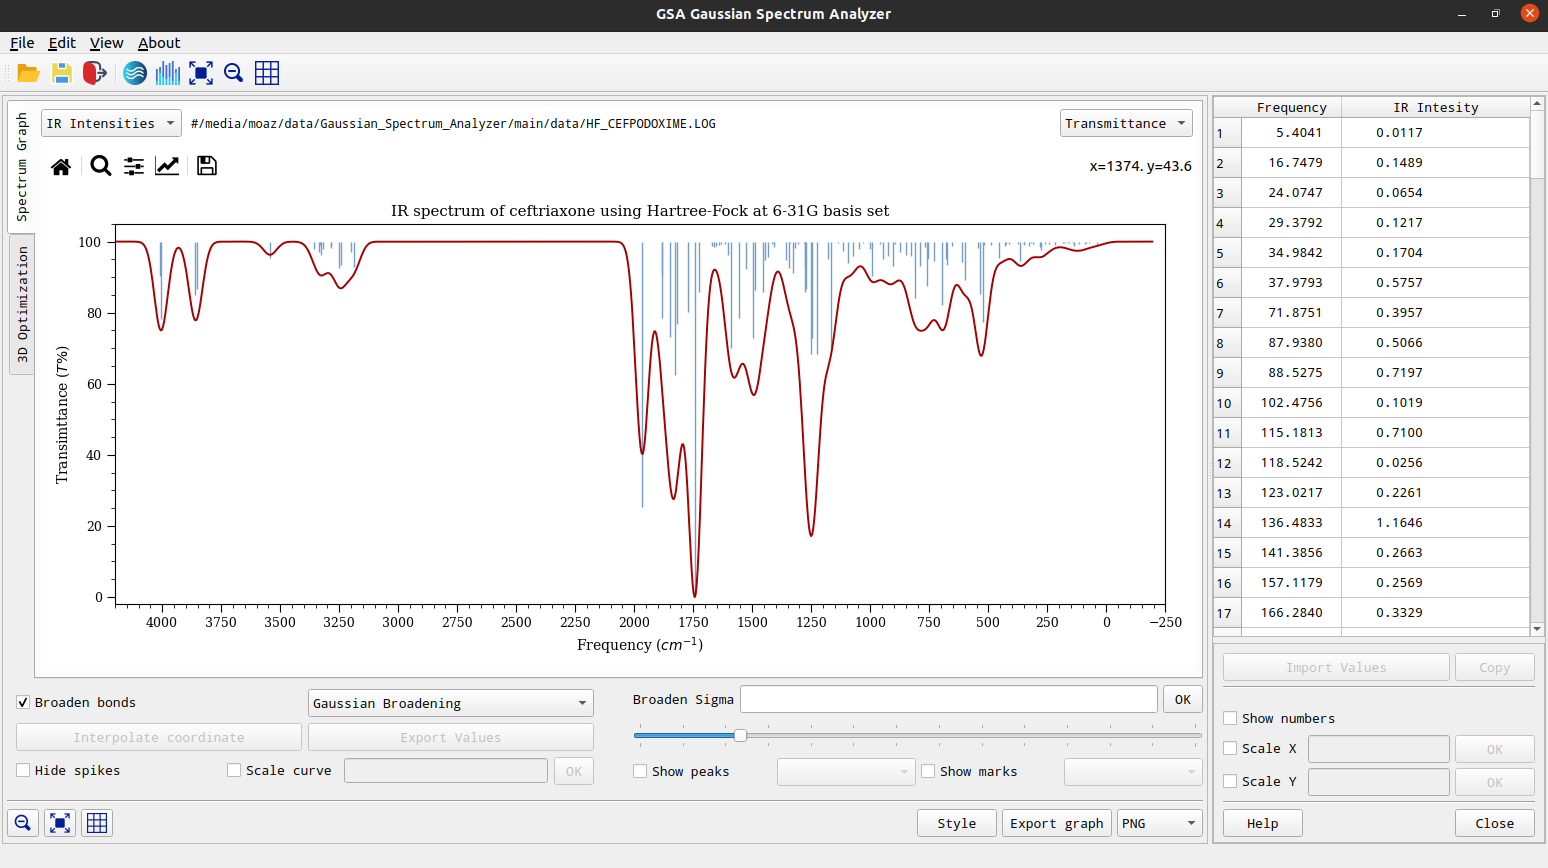 GSA Gaussian Spectrum Analyzer
File Edit View About
Spectrum Graph
3D Optimization
IR Intensities #/media/moaz/data/Gaussian_Spectrum_Analyzer/main/data/HF_CEFPODOXIME.LOG Transmittance
x=1374. y=43.6
IR spectrum of ceftriaxone using Hartree-Fock at 6-31G basis set
Transimttance (T%)
100
80
60
40
20
0
4000 3750 3500 3250 3000 2750 2500 2250 2000 1750 1500 1250 1000 750 500 250 0 −250
Frequency (cm⁻¹)
Frequency IR Intesity
1 5.4041 0.0117
2 16.7479 0.1489
3 24.0747 0.0654
4 29.3792 0.1217
5 34.9842 0.1704
6 37.9793 0.5757
7 71.8751 0.3957
8 87.9380 0.5066
9 88.5275 0.7197
10 102.4756 0.1019
11 115.1813 0.7100
12 118.5242 0.0256
13 123.0217 0.2261
14 136.4833 1.1646
15 141.3856 0.2663
16 157.1179 0.2569
17 166.2840 0.3329
Broaden bonds Gaussian Broadening Broaden Sigma OK
Interpolate coordinate Export Values
Hide spikes Scale curve OK Show peaks Show marks
Style Export graph PNG
Import Values Copy
Show numbers
Scale X OK
Scale Y OK
Help Close